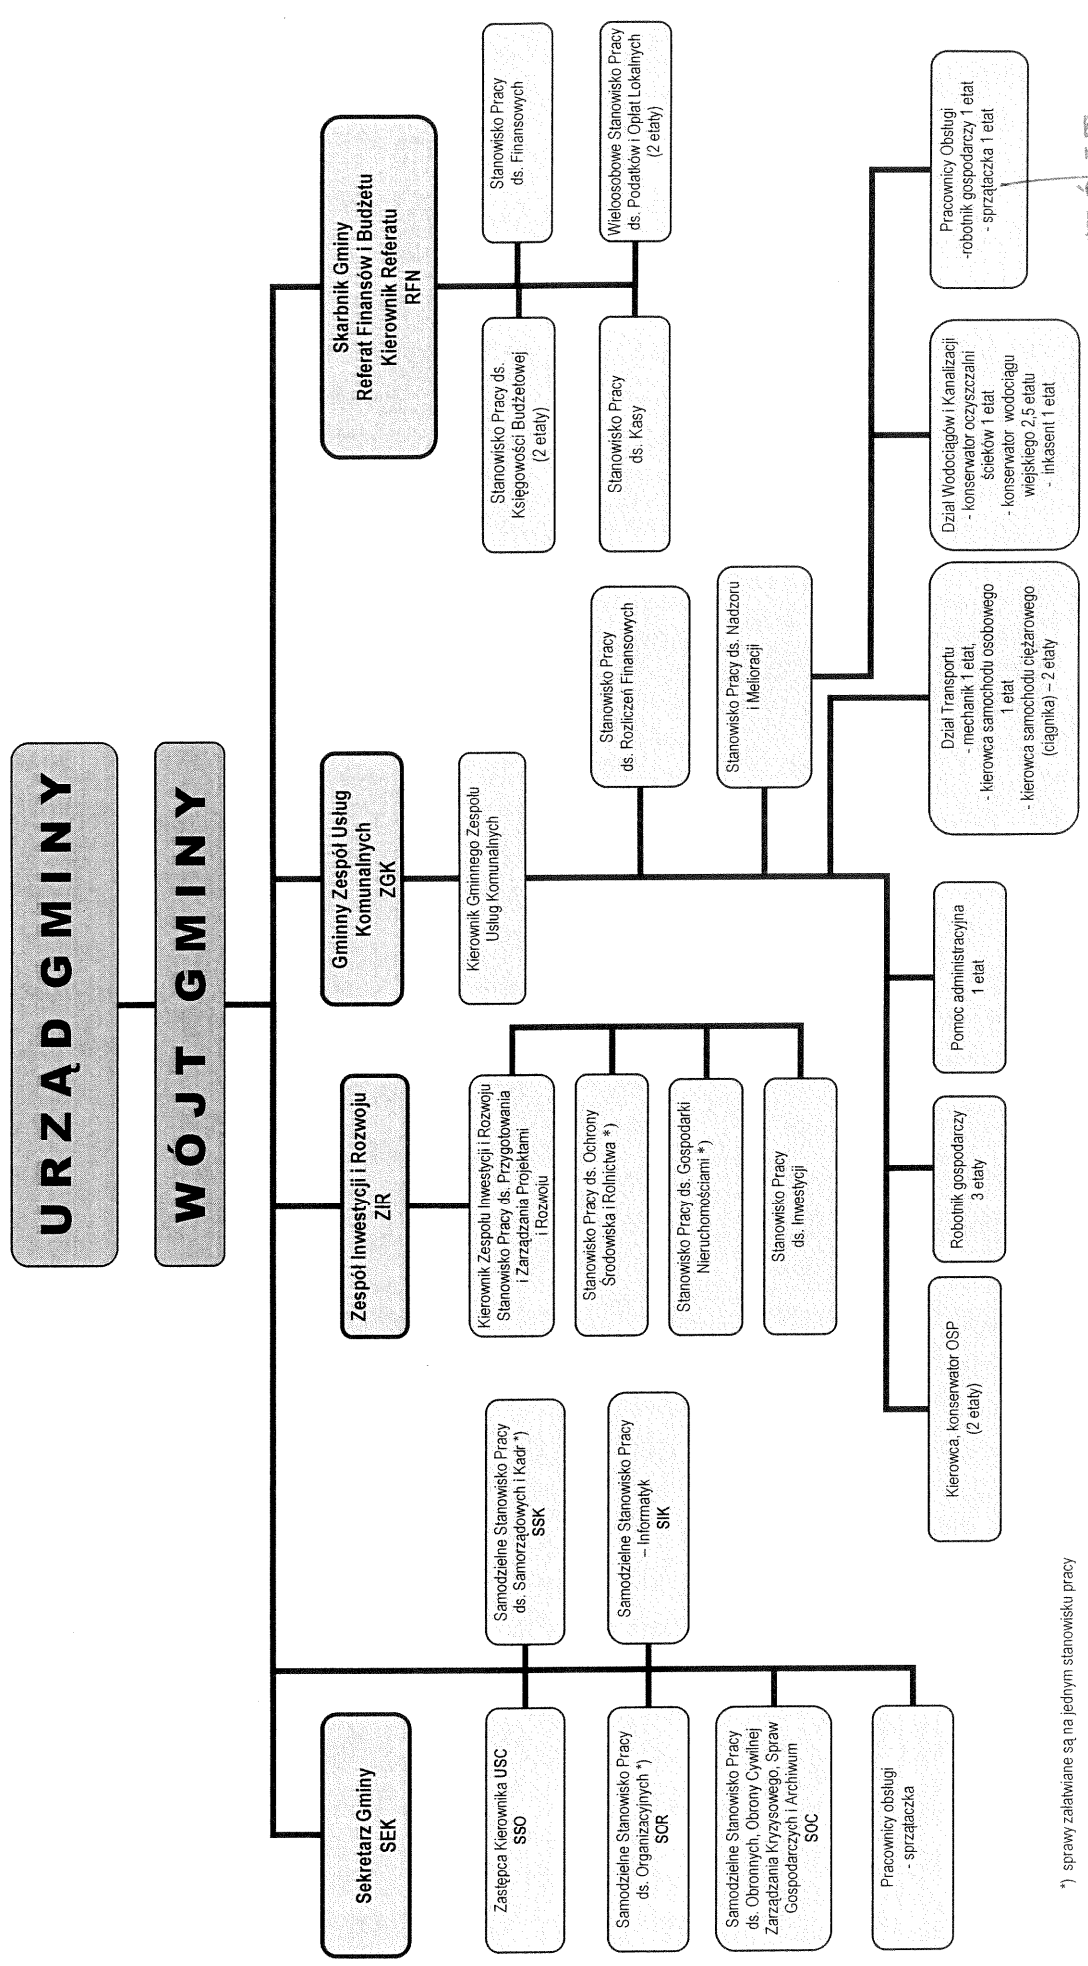 URZĄD GMINY
WÓJT GMINY
Sekretarz Gminy
SEK
Zastępca Kierownika USC
SSO
Samodzielne Stanowisko Pracy
ds. Samorządowych i Kadr *)
SSK
Samodzielne Stanowisko Pracy
ds. Organizacyjnych *)
SOR
Samodzielne Stanowisko Pracy
– Informatyk
SIK
Samodzielne Stanowisko Pracy
ds. Obronnych, Obrony Cywilnej
Zarządzania Kryzysowego, Spraw
Gospodarczych i Archiwum
SOC
Pracownicy obsługi
- sprzątaczka
Zespół Inwestycji i Rozwoju
ZIR
Kierownik Zespołu Inwestycji i Rozwoju
Stanowisko Pracy ds. Przygotowania
i Zarządzania Projektami
i Rozwoju
Stanowisko Pracy ds. Ochrony
Środowiska i Rolnictwa *)
Stanowisko Pracy ds. Gospodarki
Nieruchomościami *)
Stanowisko Pracy
ds. Inwestycji
Gminny Zespół Usług
Komunalnych
ZGK
Kierownik Gminnego Zespołu
Usług Komunalnych
Stanowisko Pracy
ds. Rozliczeń Finansowych
Stanowisko Pracy ds. Nadzoru
i Melioracji
Kierowca, konserwator OSP
(2 etaty)
Robotnik gospodarczy
3 etaty
Pomoc administracyjna
1 etat
Dział Transportu
- mechanik 1 etat,
- kierowca samochodu osobowego
1 etat
- kierowca samochodu ciężarowego
(ciągnika) – 2 etaty
Dział Wodociągów i Kanalizacji
- konserwator oczyszczalni
ścieków 1 etat
- konserwator wodociągu
wiejskiego 2,5 etatu
- inkasent 1 etat
Pracownicy Obsługi
-robotnik gospodarczy 1 etat
- sprzątaczka 1 etat
Skarbnik Gminy
Referat Finansów i Budżetu
Kierownik Referatu
RFN
Stanowisko Pracy ds.
Księgowości Budżetowej
(2 etaty)
Stanowisko Pracy
ds. Finansowych
Stanowisko Pracy
ds. Kasy
Wieloosobowe Stanowisko Pracy
ds. Podatków i Opłat Lokalnych
(2 etaty)
*) sprawy załatwiane są na jednym stanowisku pracy